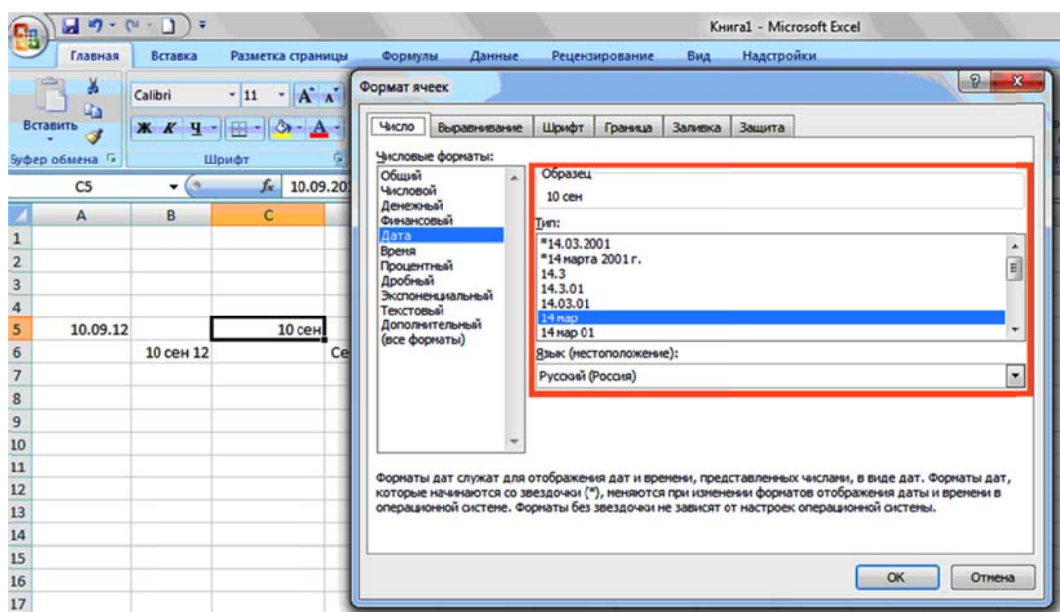 Книга1 - Microsoft Excel
Главная Вставка Разметка страницы Формулы Данные Рецензирование Вид Надстройки
Вставить
Calibri 11
Ж К Ч
Буфер обмена Шрифт
C5 fx 10.09.20
A B C
1
2
3
4
5 10.09.12 10 сен
6 10 сен 12 Се
7
8
9
10
11
12
13
14
15
16
17
Формат ячеек
Число Выравнивание Шрифт Граница Заливка Защита
Числовые форматы:
Общий
Числовой
Денежный
Финансовый
Дата
Время
Процентный
Дробный
Экспоненциальный
Текстовый
Дополнительный
(все форматы)
Образец
10 сен
Тип:
*14.03.2001
*14 марта 2001 г.
14.3
14.3.01
14.03.01
14 мар
14 мар 01
Язык (местоположение):
Русский (Россия)
Форматы дат служат для отображения дат и времени, представленных числами, в виде дат. Форматы дат,
которые начинаются со звездочки (*), меняются при изменении форматов отображения даты и времени в
операционной системе. Форматы без звездочки не зависят от настроек операционной системы.
OK Отмена